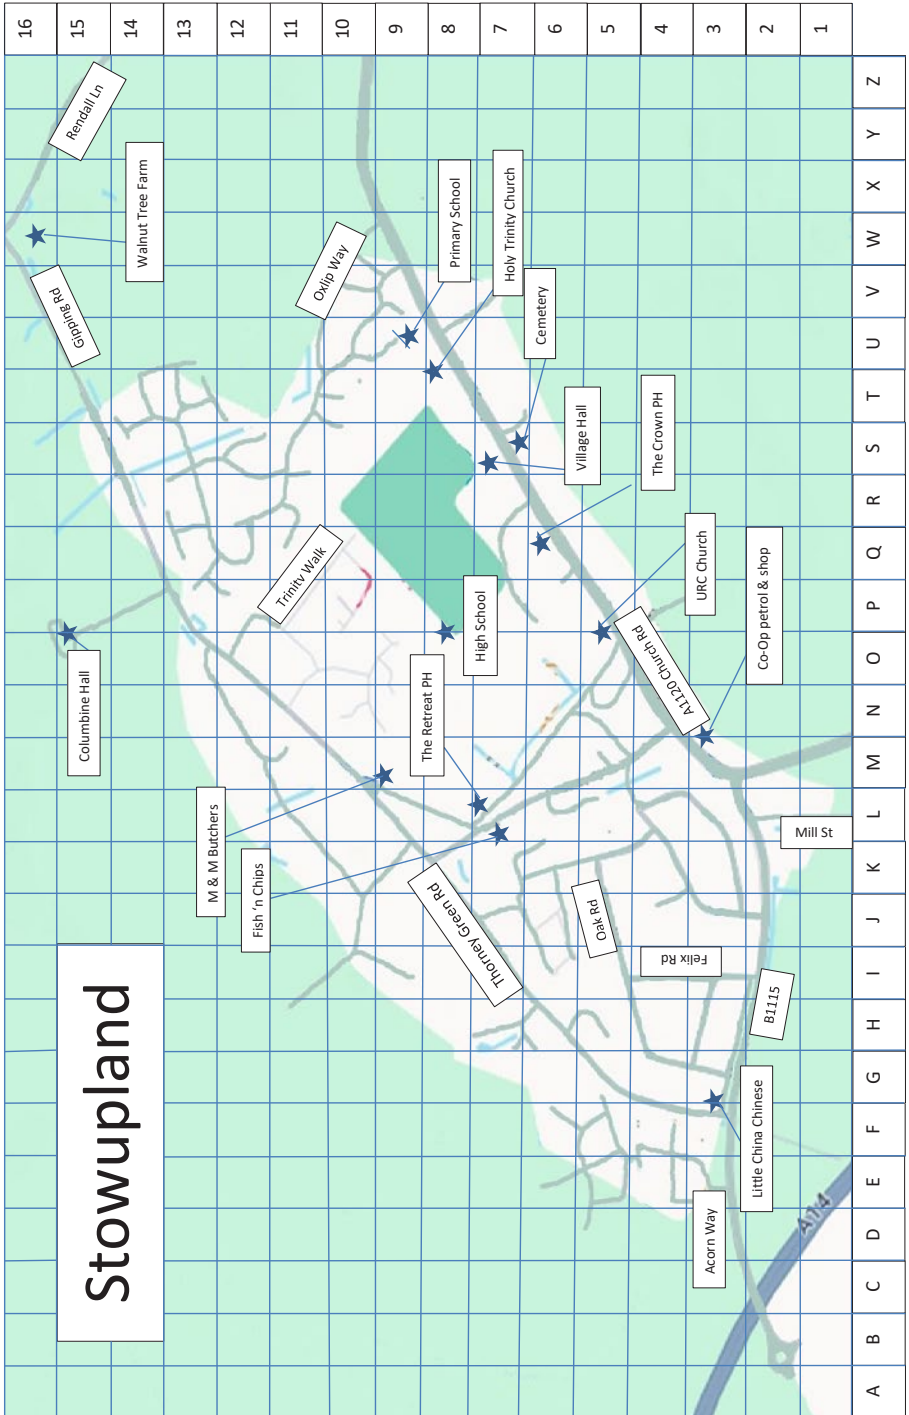 Stowupland
16
15
14
13
12
11
10
9
8
7
6
5
4
3
2
1
A
B
C
D
E
F
G
H
I
J
K
L
M
N
O
P
Q
R
S
T
U
V
W
X
Y
Z
Rendall Ln
Walnut Tree Farm
Gipping Rd
Oxlip Way
Primary School
Holy Trinity Church
Cemetery
Village Hall
The Crown PH
Trinity Walk
URC Church
Co-Op petrol & shop
High School
A1120 Church Rd
Columbine Hall
The Retreat PH
M & M Butchers
Fish 'n Chips
Mill St
Thorney Green Rd
Oak Rd
Felix Rd
B1115
Little China Chinese
Acorn Way
A14